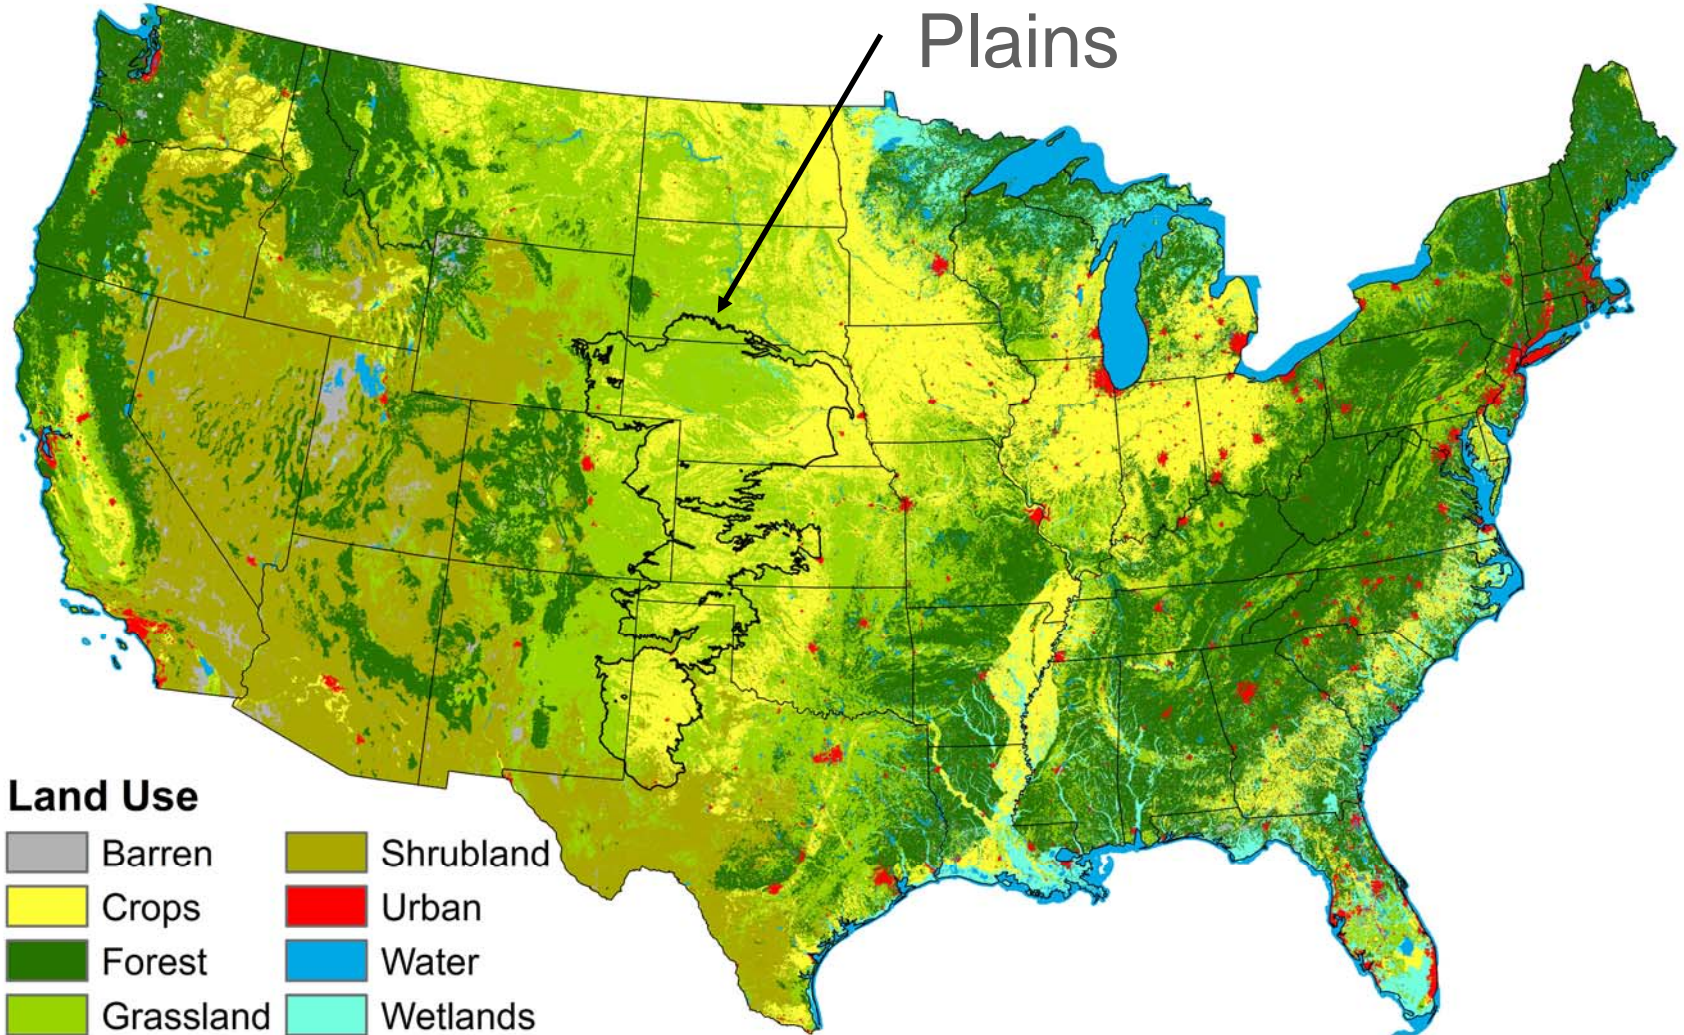 Plains
Land Use
Barren
Crops
Forest
Grassland
Shrubland
Urban
Water
Wetlands